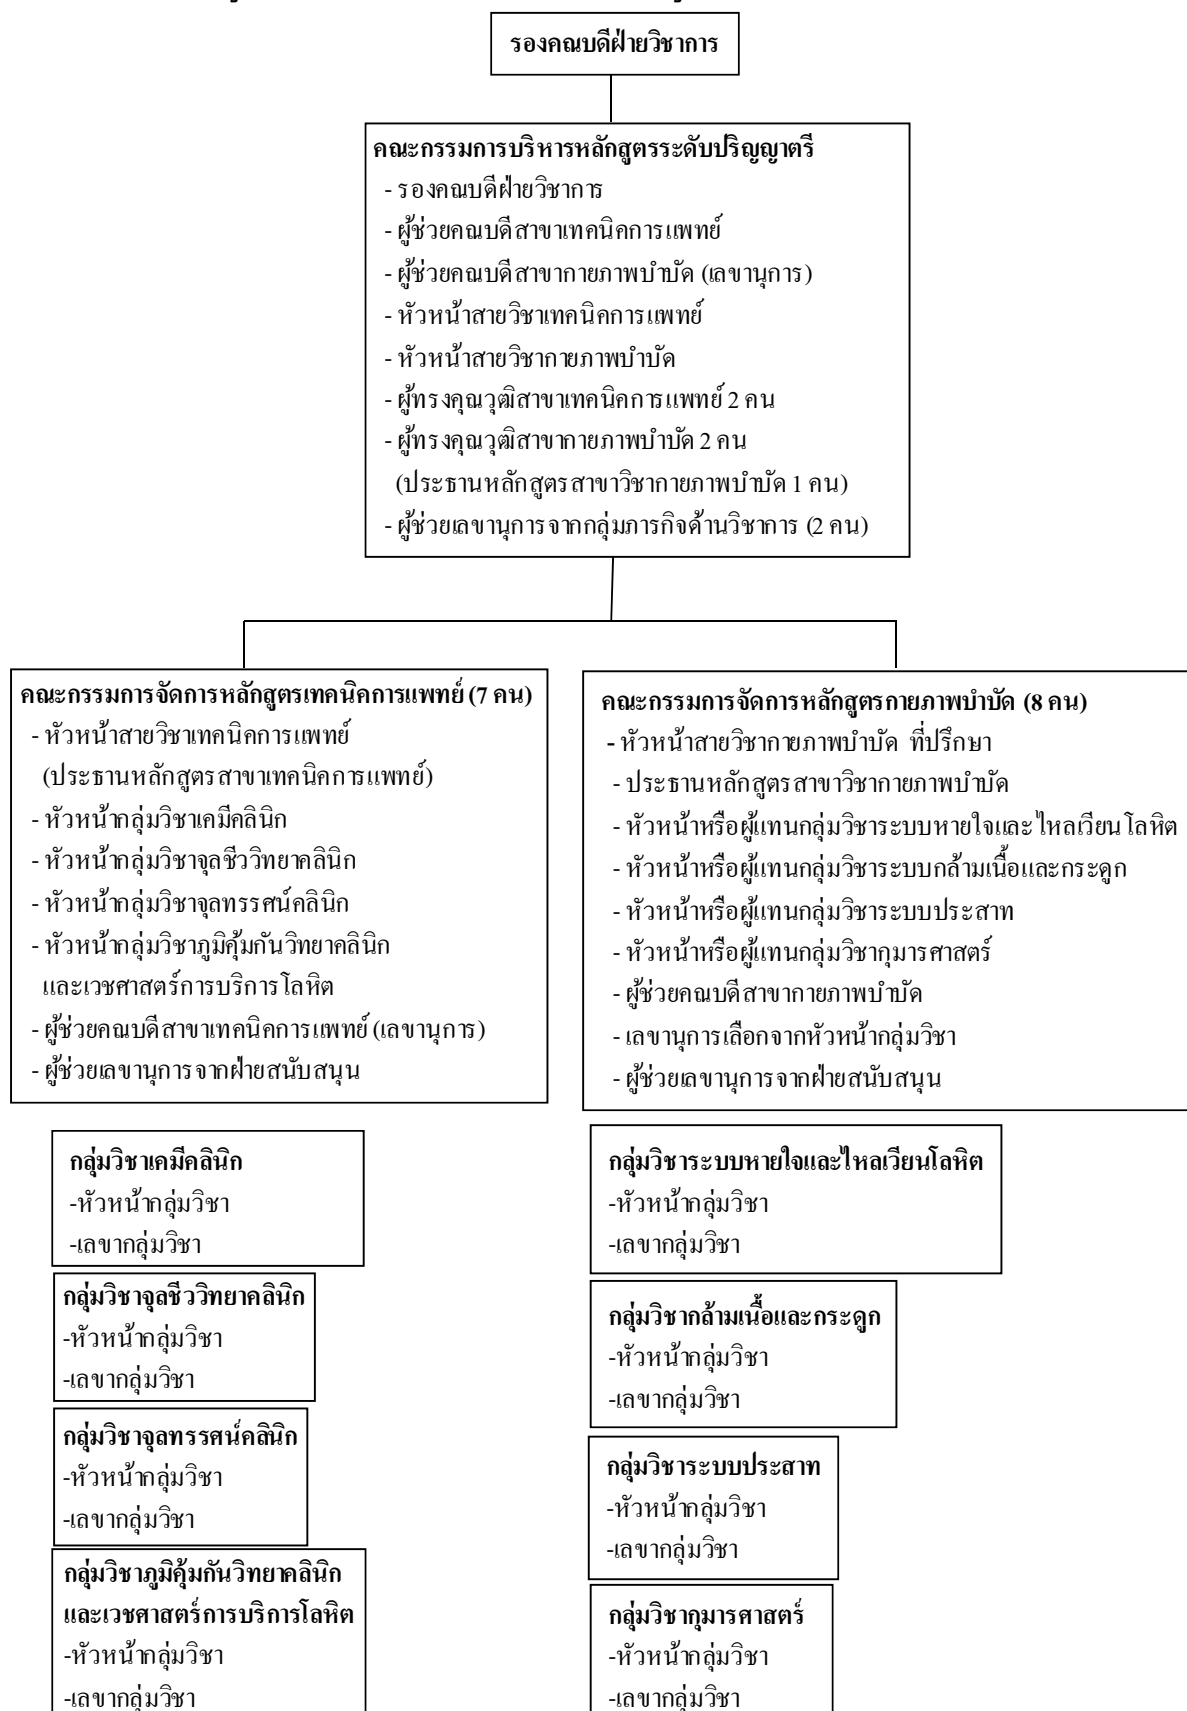 รองคณบดีฝ่ายวิชาการ
คณะกรรมการบริหารหลักสูตรระดับปริญญาตรี
- รองคณบดีฝ่ายวิชาการ
- ผู้ช่วยคณบดีสาขาเทคนิคการแพทย์
- ผู้ช่วยคณบดีสาขากายภาพบำบัด (เลขานุการ)
- หัวหน้าสายวิชาเทคนิคการแพทย์
- หัวหน้าสายวิชากายภาพบำบัด
- ผู้ทรงคุณวุฒิสาขาเทคนิคการแพทย์ 2 คน
- ผู้ทรงคุณวุฒิสาขากายภาพบำบัด 2 คน
(ประธานหลักสูตรสาขาวิชากายภาพบำบัด 1 คน)
- ผู้ช่วยเลขานุการจากกลุ่มภารกิจด้านวิชาการ (2 คน)
คณะกรรมการจัดการหลักสูตรเทคนิคการแพทย์ (7 คน)
- หัวหน้าสายวิชาเทคนิคการแพทย์
(ประธานหลักสูตรสาขาเทคนิคการแพทย์)
- หัวหน้ากลุ่มวิชาเคมีคลินิก
- หัวหน้ากลุ่มวิชาจุลชีววิทยาคลินิก
- หัวหน้ากลุ่มวิชาจุลทรรศน์คลินิก
- หัวหน้ากลุ่มวิชาภูมิคุ้มกันวิทยาคลินิก
และเวชศาสตร์การบริการโลหิต
- ผู้ช่วยคณบดีสาขาเทคนิคการแพทย์ (เลขานุการ)
- ผู้ช่วยเลขานุการจากฝ่ายสนับสนุน
คณะกรรมการจัดการหลักสูตรกายภาพบำบัด (8 คน)
- หัวหน้าสายวิชากายภาพบำบัด ที่ปรึกษา
- ประธานหลักสูตรสาขาวิชากายภาพบำบัด
- หัวหน้าหรือผู้แทนกลุ่มวิชาระบบหายใจและไหลเวียนโลหิต
- หัวหน้าหรือผู้แทนกลุ่มวิชาระบบกล้ามเนื้อและกระดูก
- หัวหน้าหรือผู้แทนกลุ่มวิชาระบบประสาท
- หัวหน้าหรือผู้แทนกลุ่มวิชากุมารศาสตร์
- ผู้ช่วยคณบดีสาขากายภาพบำบัด
- เลขานุการเลือกจากหัวหน้ากลุ่มวิชา
- ผู้ช่วยเลขานุการจากฝ่ายสนับสนุน
กลุ่มวิชาเคมีคลินิก
-หัวหน้ากลุ่มวิชา
-เลขากลุ่มวิชา
กลุ่มวิชาจุลชีววิทยาคลินิก
-หัวหน้ากลุ่มวิชา
-เลขากลุ่มวิชา
กลุ่มวิชาจุลทรรศน์คลินิก
-หัวหน้ากลุ่มวิชา
-เลขากลุ่มวิชา
กลุ่มวิชาภูมิคุ้มกันวิทยาคลินิก
และเวชศาสตร์การบริการโลหิต
-หัวหน้ากลุ่มวิชา
-เลขากลุ่มวิชา
กลุ่มวิชาระบบหายใจและไหลเวียนโลหิต
-หัวหน้ากลุ่มวิชา
-เลขากลุ่มวิชา
กลุ่มวิชากล้ามเนื้อและกระดูก
-หัวหน้ากลุ่มวิชา
-เลขากลุ่มวิชา
กลุ่มวิชาระบบประสาท
-หัวหน้ากลุ่มวิชา
-เลขากลุ่มวิชา
กลุ่มวิชากุมารศาสตร์
-หัวหน้ากลุ่มวิชา
-เลขากลุ่มวิชา